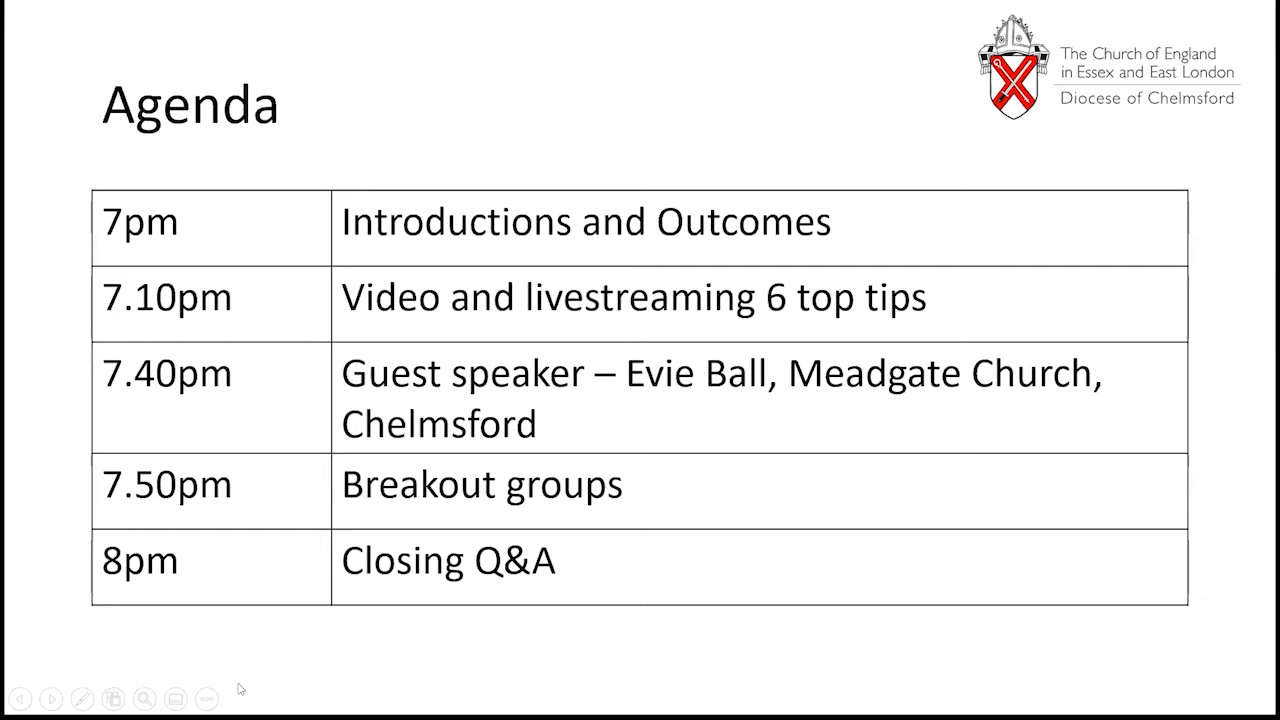 The Church of England
in Essex and East London
Diocese of Chelmsford
Agenda
7pm
Introductions and Outcomes
7.10pm
Video and livestreaming 6 top tips
7.40pm
Guest speaker – Evie Ball, Meadgate Church,
Chelmsford
7.50pm
Breakout groups
8pm
Closing Q&A